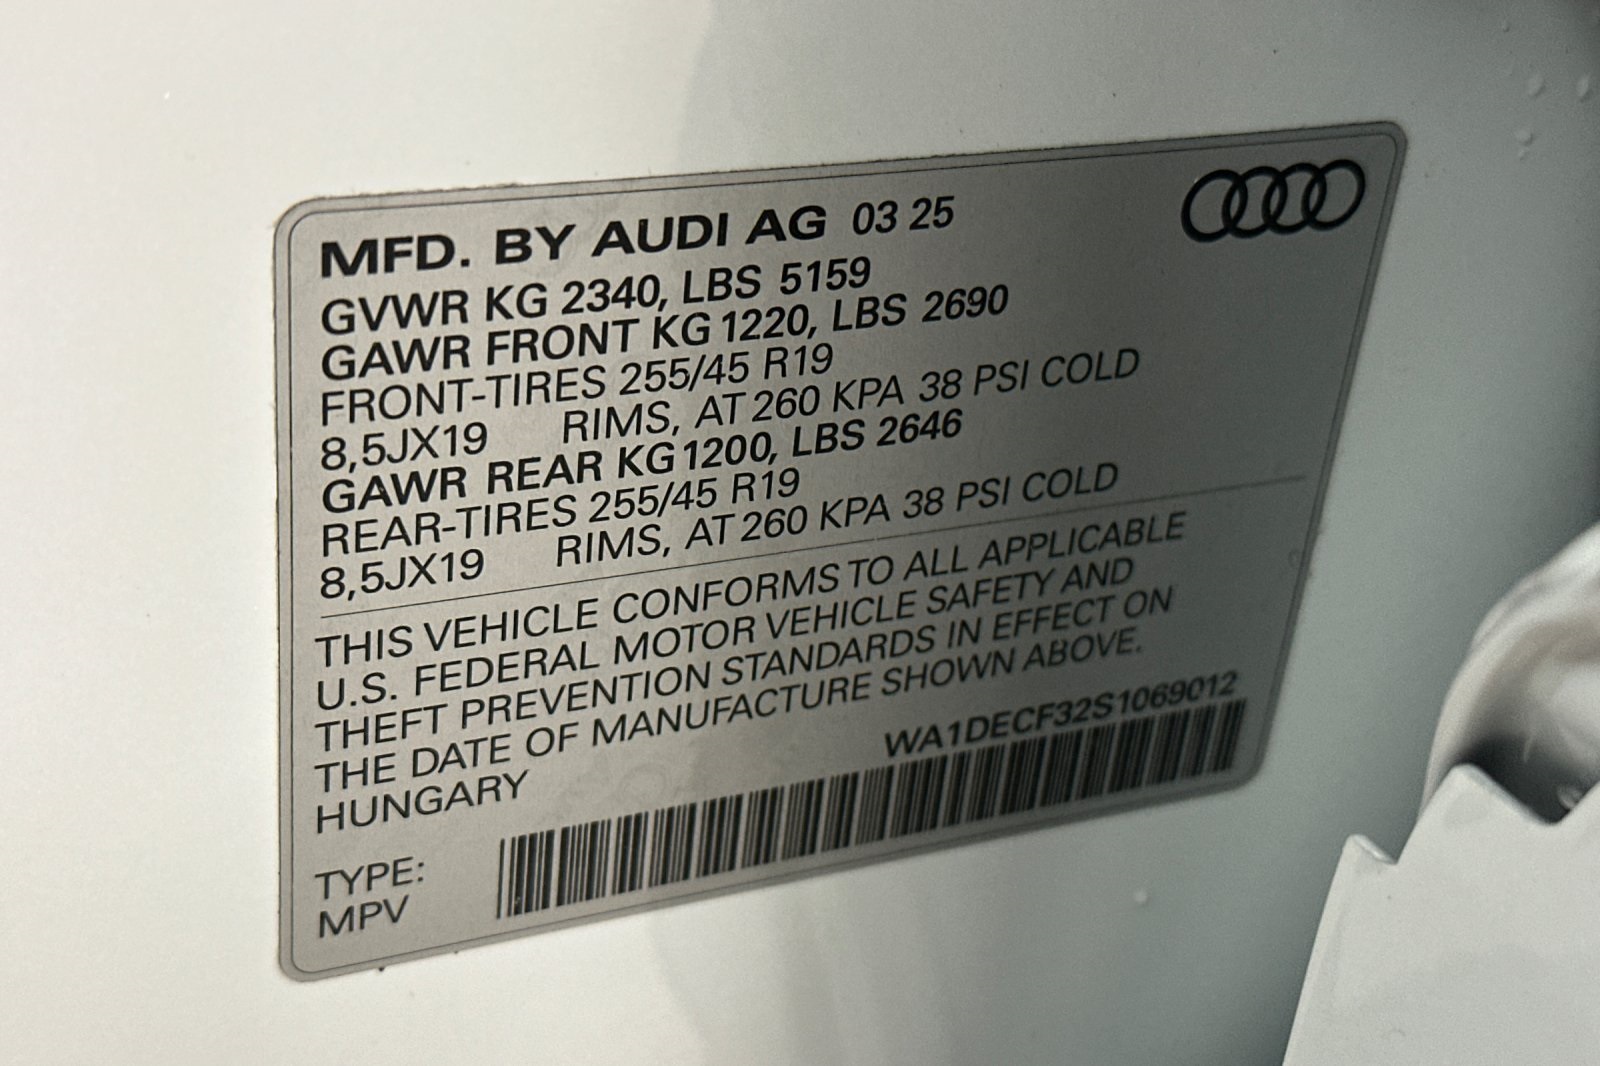 MFD. BY AUDI AG 03 25
GVWR KG 2340, LBS 5159
GAWR FRONT KG 1220, LBS 2690
FRONT-TIRES 255/45 R19
8,5JX19 RIMS, AT 260 KPA 38 PSI COLD
GAWR REAR KG 1200, LBS 2646
REAR-TIRES 255/45 R19
8,5JX19 RIMS, AT 260 KPA 38 PSI COLD
THIS VEHICLE CONFORMS TO ALL APPLICABLE
U.S. FEDERAL MOTOR VEHICLE SAFETY AND
THEFT PREVENTION STANDARDS IN EFFECT ON
THE DATE OF MANUFACTURE SHOWN ABOVE.
HUNGARY
WA1DECF32S1069012
TYPE:
MPV